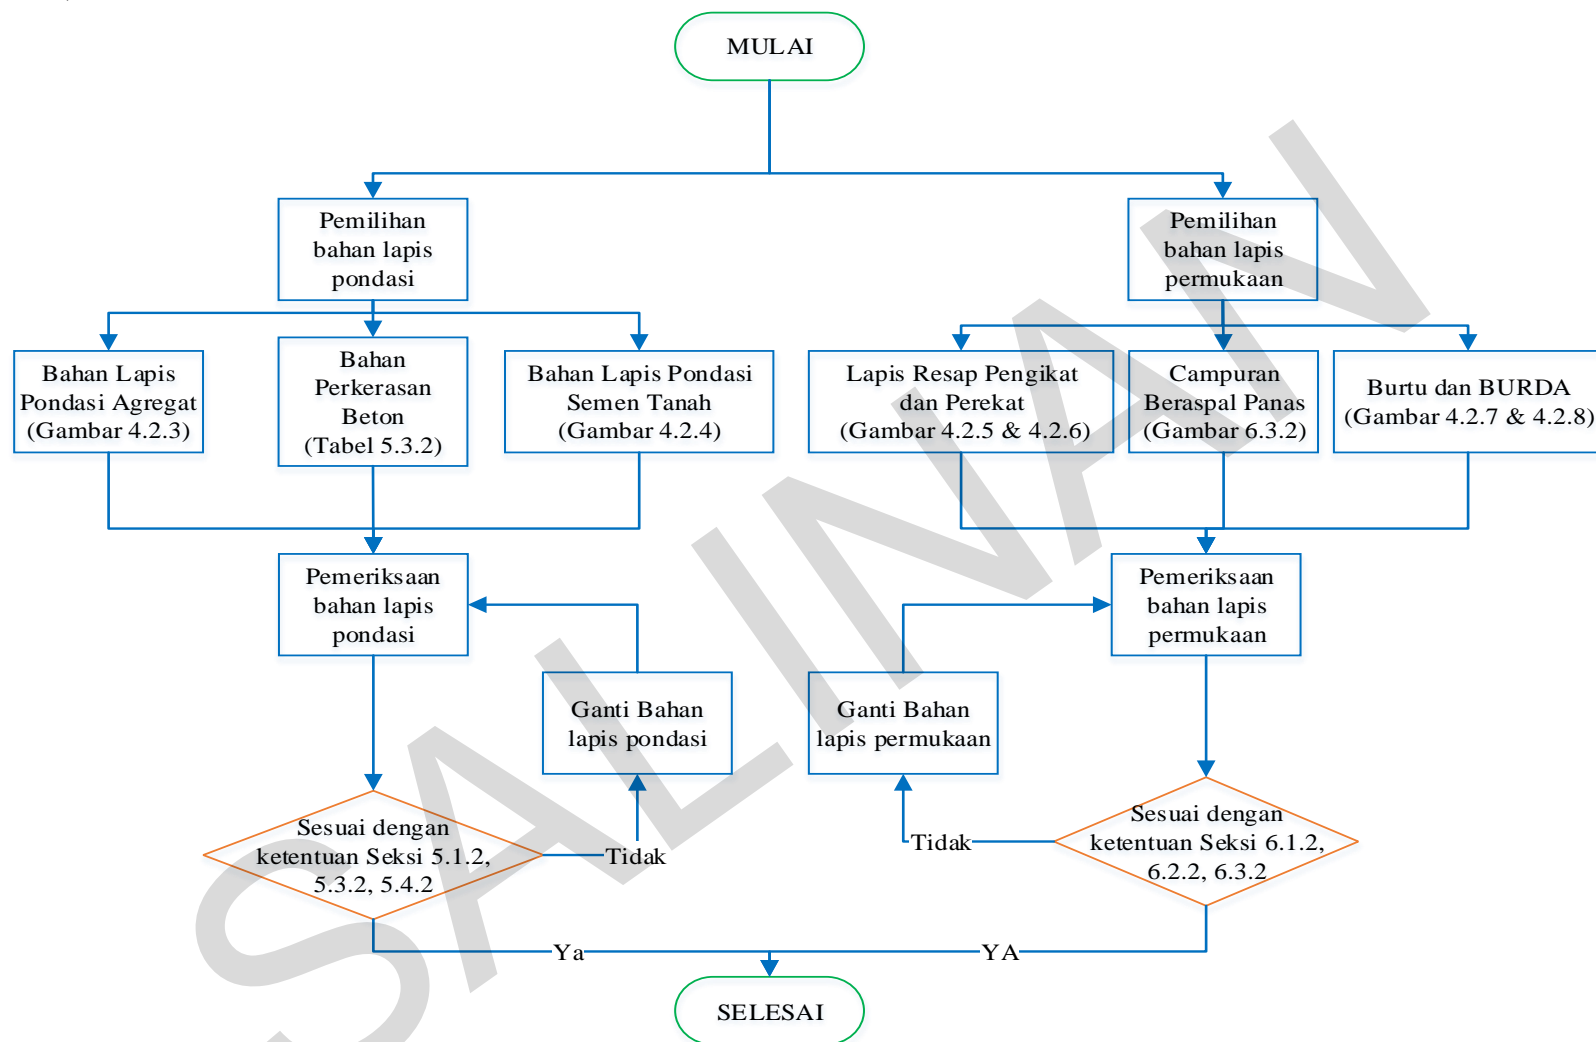 MULAI
Pemilihan
bahan lapis
pondasi
Pemilihan
bahan lapis
permukaan
Bahan Lapis
Pondasi Agregat
(Gambar 4.2.3)
Bahan
Perkerasan
Beton
(Tabel 5.3.2)
Bahan Lapis Pondasi
Semen Tanah
(Gambar 4.2.4)
Lapis Resap Pengikat
dan Perekat
(Gambar 4.2.5 & 4.2.6)
Campuran
Beraspal Panas
(Gambar 6.3.2)
Burtu dan BURDA
(Gambar 4.2.7 & 4.2.8)
Pemeriksaan
bahan lapis
pondasi
Pemeriksaan
bahan lapis
permukaan
Ganti Bahan
lapis pondasi
Ganti Bahan
lapis permukaan
Sesuai dengan
ketentuan Seksi 5.1.2,
5.3.2, 5.4.2
Tidak
Tidak
Sesuai dengan
ketentuan Seksi 6.1.2,
6.2.2, 6.3.2
Ya
YA
SELESAI
SALINAN